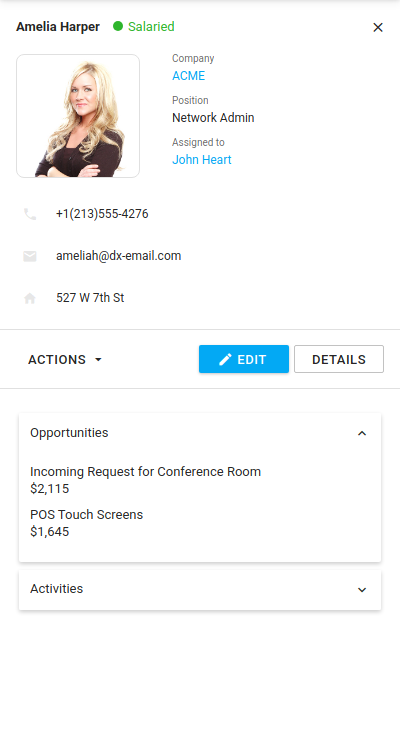 Amelia Harper
Salaried
Company
ACME
Position
Network Admin
Assigned to
John Heart
+1(213)555-4276
ameliah@dx-email.com
527 W 7th St
ACTIONS
EDIT
DETAILS
Opportunities
Incoming Request for Conference Room
$2,115
POS Touch Screens
$1,645
Activities